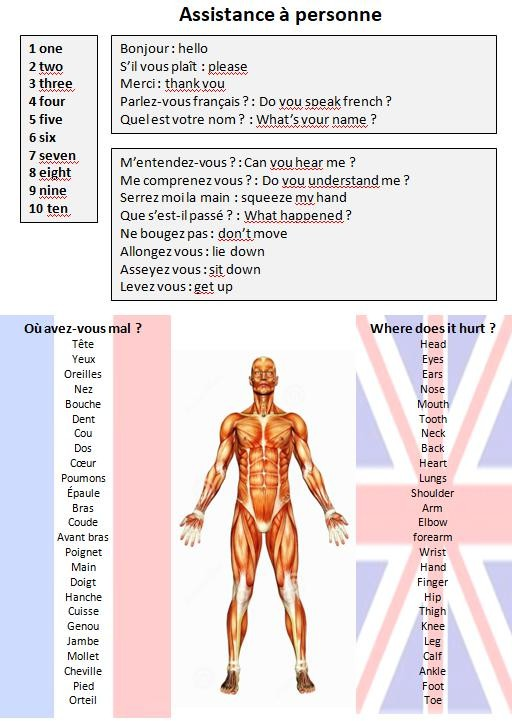 Assistance à personne
1 one
2 two
3 three
4 four
5 five
6 six
7 seven
8 eight
9 nine
10 ten
Bonjour : hello
S’il vous plaît : please
Merci : thank you
Parlez-vous français ? : Do you speak french ?
Quel est votre nom ? : What’s your name ?
M’entendez-vous ? : Can you hear me ?
Me comprenez vous ? : Do you understand me ?
Serrez moi la main : squeeze my hand
Que s’est-il passé ? : What happened ?
Ne bougez pas : don’t move
Allongez vous : lie down
Asseyez vous : sit down
Levez vous : get up
Où avez-vous mal ?
Tête
Yeux
Oreilles
Nez
Bouche
Dent
Cou
Dos
Cœur
Poumons
Épaule
Bras
Coude
Avant bras
Poignet
Main
Doigt
Hanche
Cuisse
Genou
Jambe
Mollet
Cheville
Pied
Orteil
Where does it hurt ?
Head
Eyes
Ears
Nose
Mouth
Tooth
Neck
Back
Heart
Lungs
Shoulder
Arm
Elbow
forearm
Wrist
Hand
Finger
Hip
Thigh
Knee
Leg
Calf
Ankle
Foot
Toe